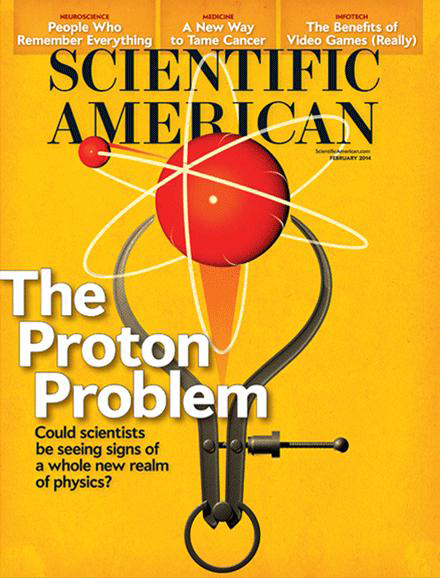 NEUROSCIENCE
People Who
Remember Everything
MEDICINE
A New Way
to Tame Cancer
INFOTECH
The Benefits of
Video Games (Really)
SCIENTIFIC
AMERICAN
ScientificAmerican.com
FEBRUARY 2014
The
Proton
Problem
Could scientists
be seeing signs of
a whole new realm
of physics?